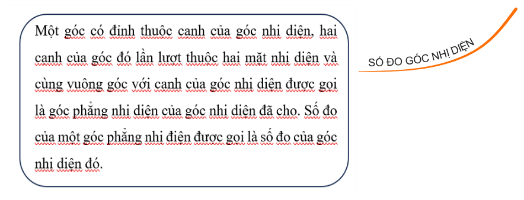 Một góc có đỉnh thuộc cạnh của góc nhị diện, hai
cạnh của góc đó lần lượt thuộc hai mặt nhị diện và
cùng vuông góc với cạnh của góc nhị diện được gọi
là góc phẳng nhị diện của góc nhị diện đã cho. Số đo
của một góc phẳng nhị diện được gọi là số đo của góc
nhị diện đó.
SỐ ĐO GÓC NHỊ DIỆN